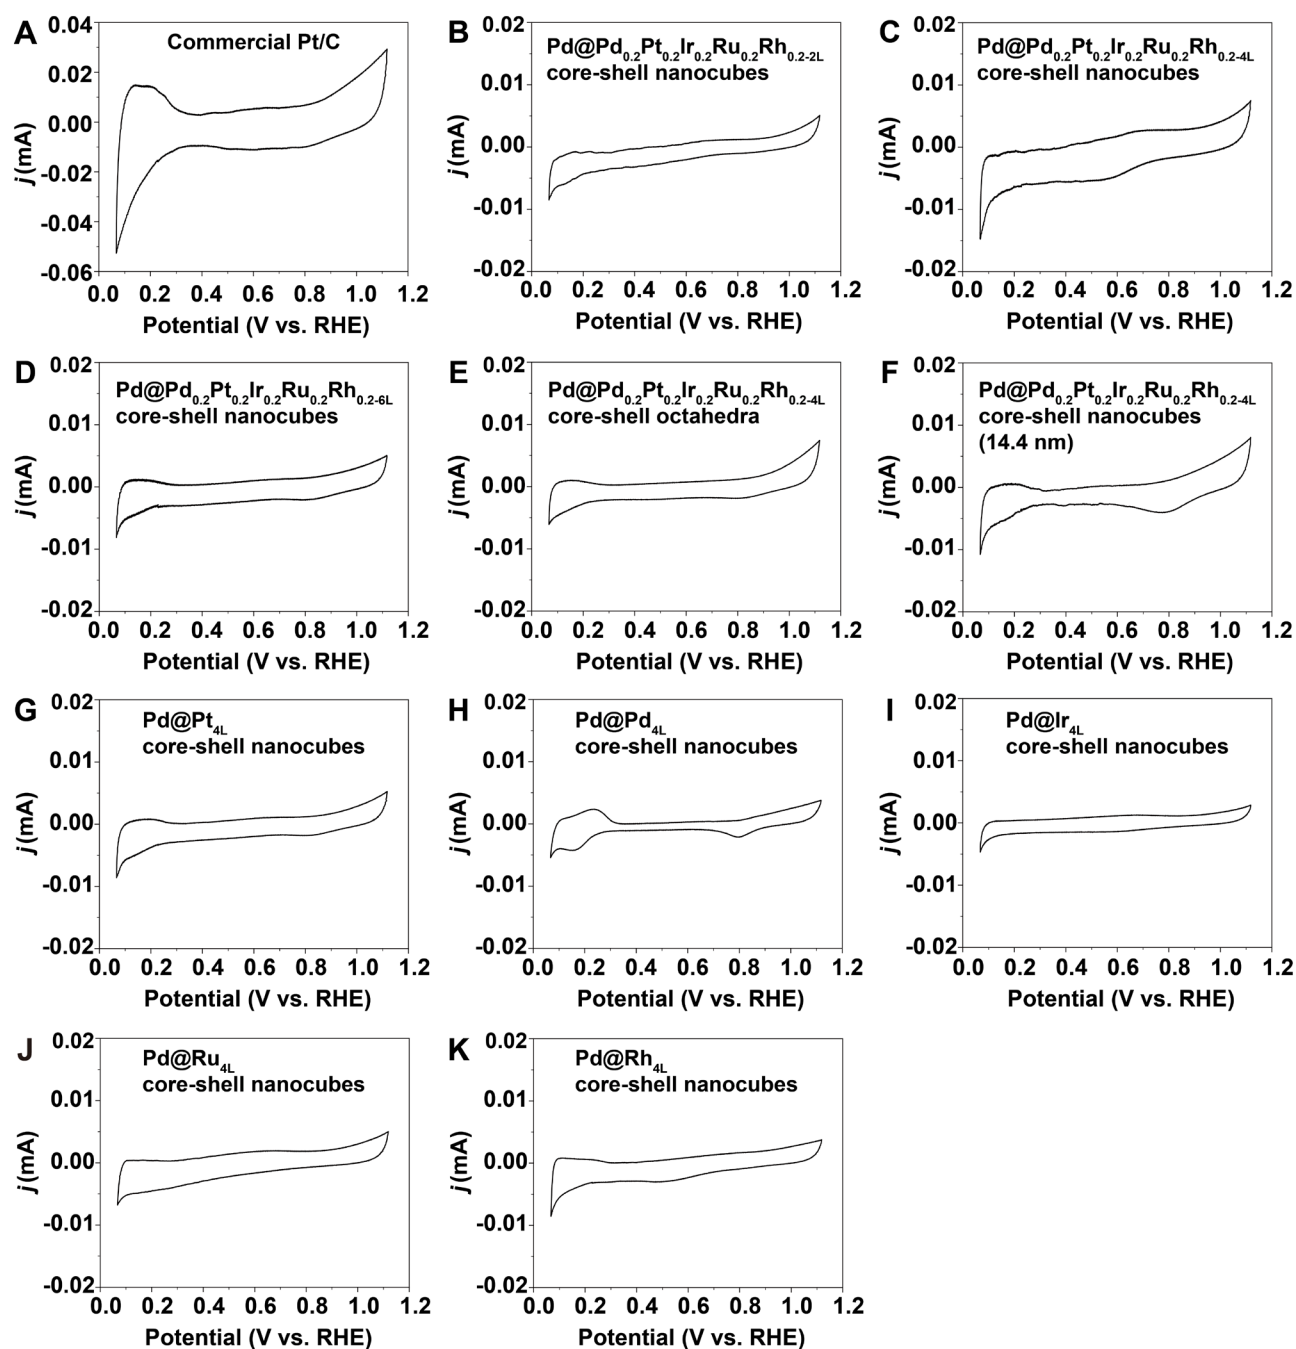 A
Commercial Pt/C
0.04
0.02
0.00
-0.02
-0.04
-0.06
j (mA)
0.0 0.2 0.4 0.6 0.8 1.0 1.2
Potential (V vs. RHE)
B
Pd@Pd0.2Pt0.2Ir0.2Ru0.2Rh0.2-2L
core-shell nanocubes
0.02
0.01
0.00
-0.01
-0.02
j (mA)
0.0 0.2 0.4 0.6 0.8 1.0 1.2
Potential (V vs. RHE)
C
Pd@Pd0.2Pt0.2Ir0.2Ru0.2Rh0.2-4L
core-shell nanocubes
0.02
0.01
0.00
-0.01
-0.02
j (mA)
0.0 0.2 0.4 0.6 0.8 1.0 1.2
Potential (V vs. RHE)
D
Pd@Pd0.2Pt0.2Ir0.2Ru0.2Rh0.2-6L
core-shell nanocubes
0.02
0.01
0.00
-0.01
-0.02
j (mA)
0.0 0.2 0.4 0.6 0.8 1.0 1.2
Potential (V vs. RHE)
E
Pd@Pd0.2Pt0.2Ir0.2Ru0.2Rh0.2-4L
core-shell octahedra
0.02
0.01
0.00
-0.01
-0.02
j (mA)
0.0 0.2 0.4 0.6 0.8 1.0 1.2
Potential (V vs. RHE)
F
Pd@Pd0.2Pt0.2Ir0.2Ru0.2Rh0.2-4L
core-shell nanocubes
(14.4 nm)
0.02
0.01
0.00
-0.01
-0.02
j (mA)
0.0 0.2 0.4 0.6 0.8 1.0 1.2
Potential (V vs. RHE)
G
Pd@Pt4L
core-shell nanocubes
0.02
0.01
0.00
-0.01
-0.02
j (mA)
0.0 0.2 0.4 0.6 0.8 1.0 1.2
Potential (V vs. RHE)
H
Pd@Pd4L
core-shell nanocubes
0.02
0.01
0.00
-0.01
-0.02
j (mA)
0.0 0.2 0.4 0.6 0.8 1.0 1.2
Potential (V vs. RHE)
I
Pd@Ir4L
core-shell nanocubes
0.02
0.01
0.00
-0.01
-0.02
j (mA)
0.0 0.2 0.4 0.6 0.8 1.0 1.2
Potential (V vs. RHE)
J
Pd@Ru4L
core-shell nanocubes
0.02
0.01
0.00
-0.01
-0.02
j (mA)
0.0 0.2 0.4 0.6 0.8 1.0 1.2
Potential (V vs. RHE)
K
Pd@Rh4L
core-shell nanocubes
0.02
0.01
0.00
-0.01
-0.02
j (mA)
0.0 0.2 0.4 0.6 0.8 1.0 1.2
Potential (V vs. RHE)